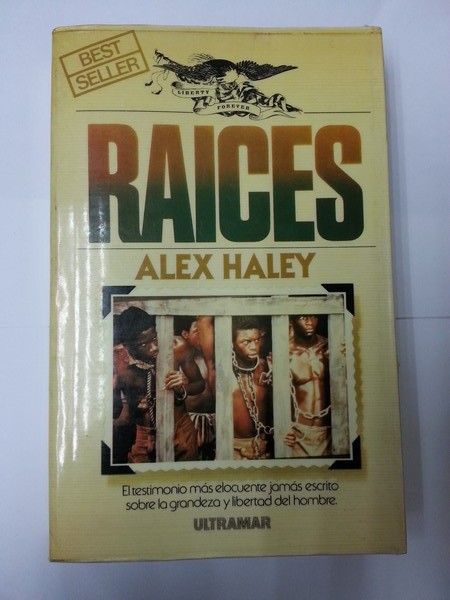 BEST
SELLER
LIBERTY
FOREVER
RAICES
ALEX HALEY
El testimonio más elocuente jamás escrito
sobre la grandeza y libertad del hombre.
ULTRAMAR